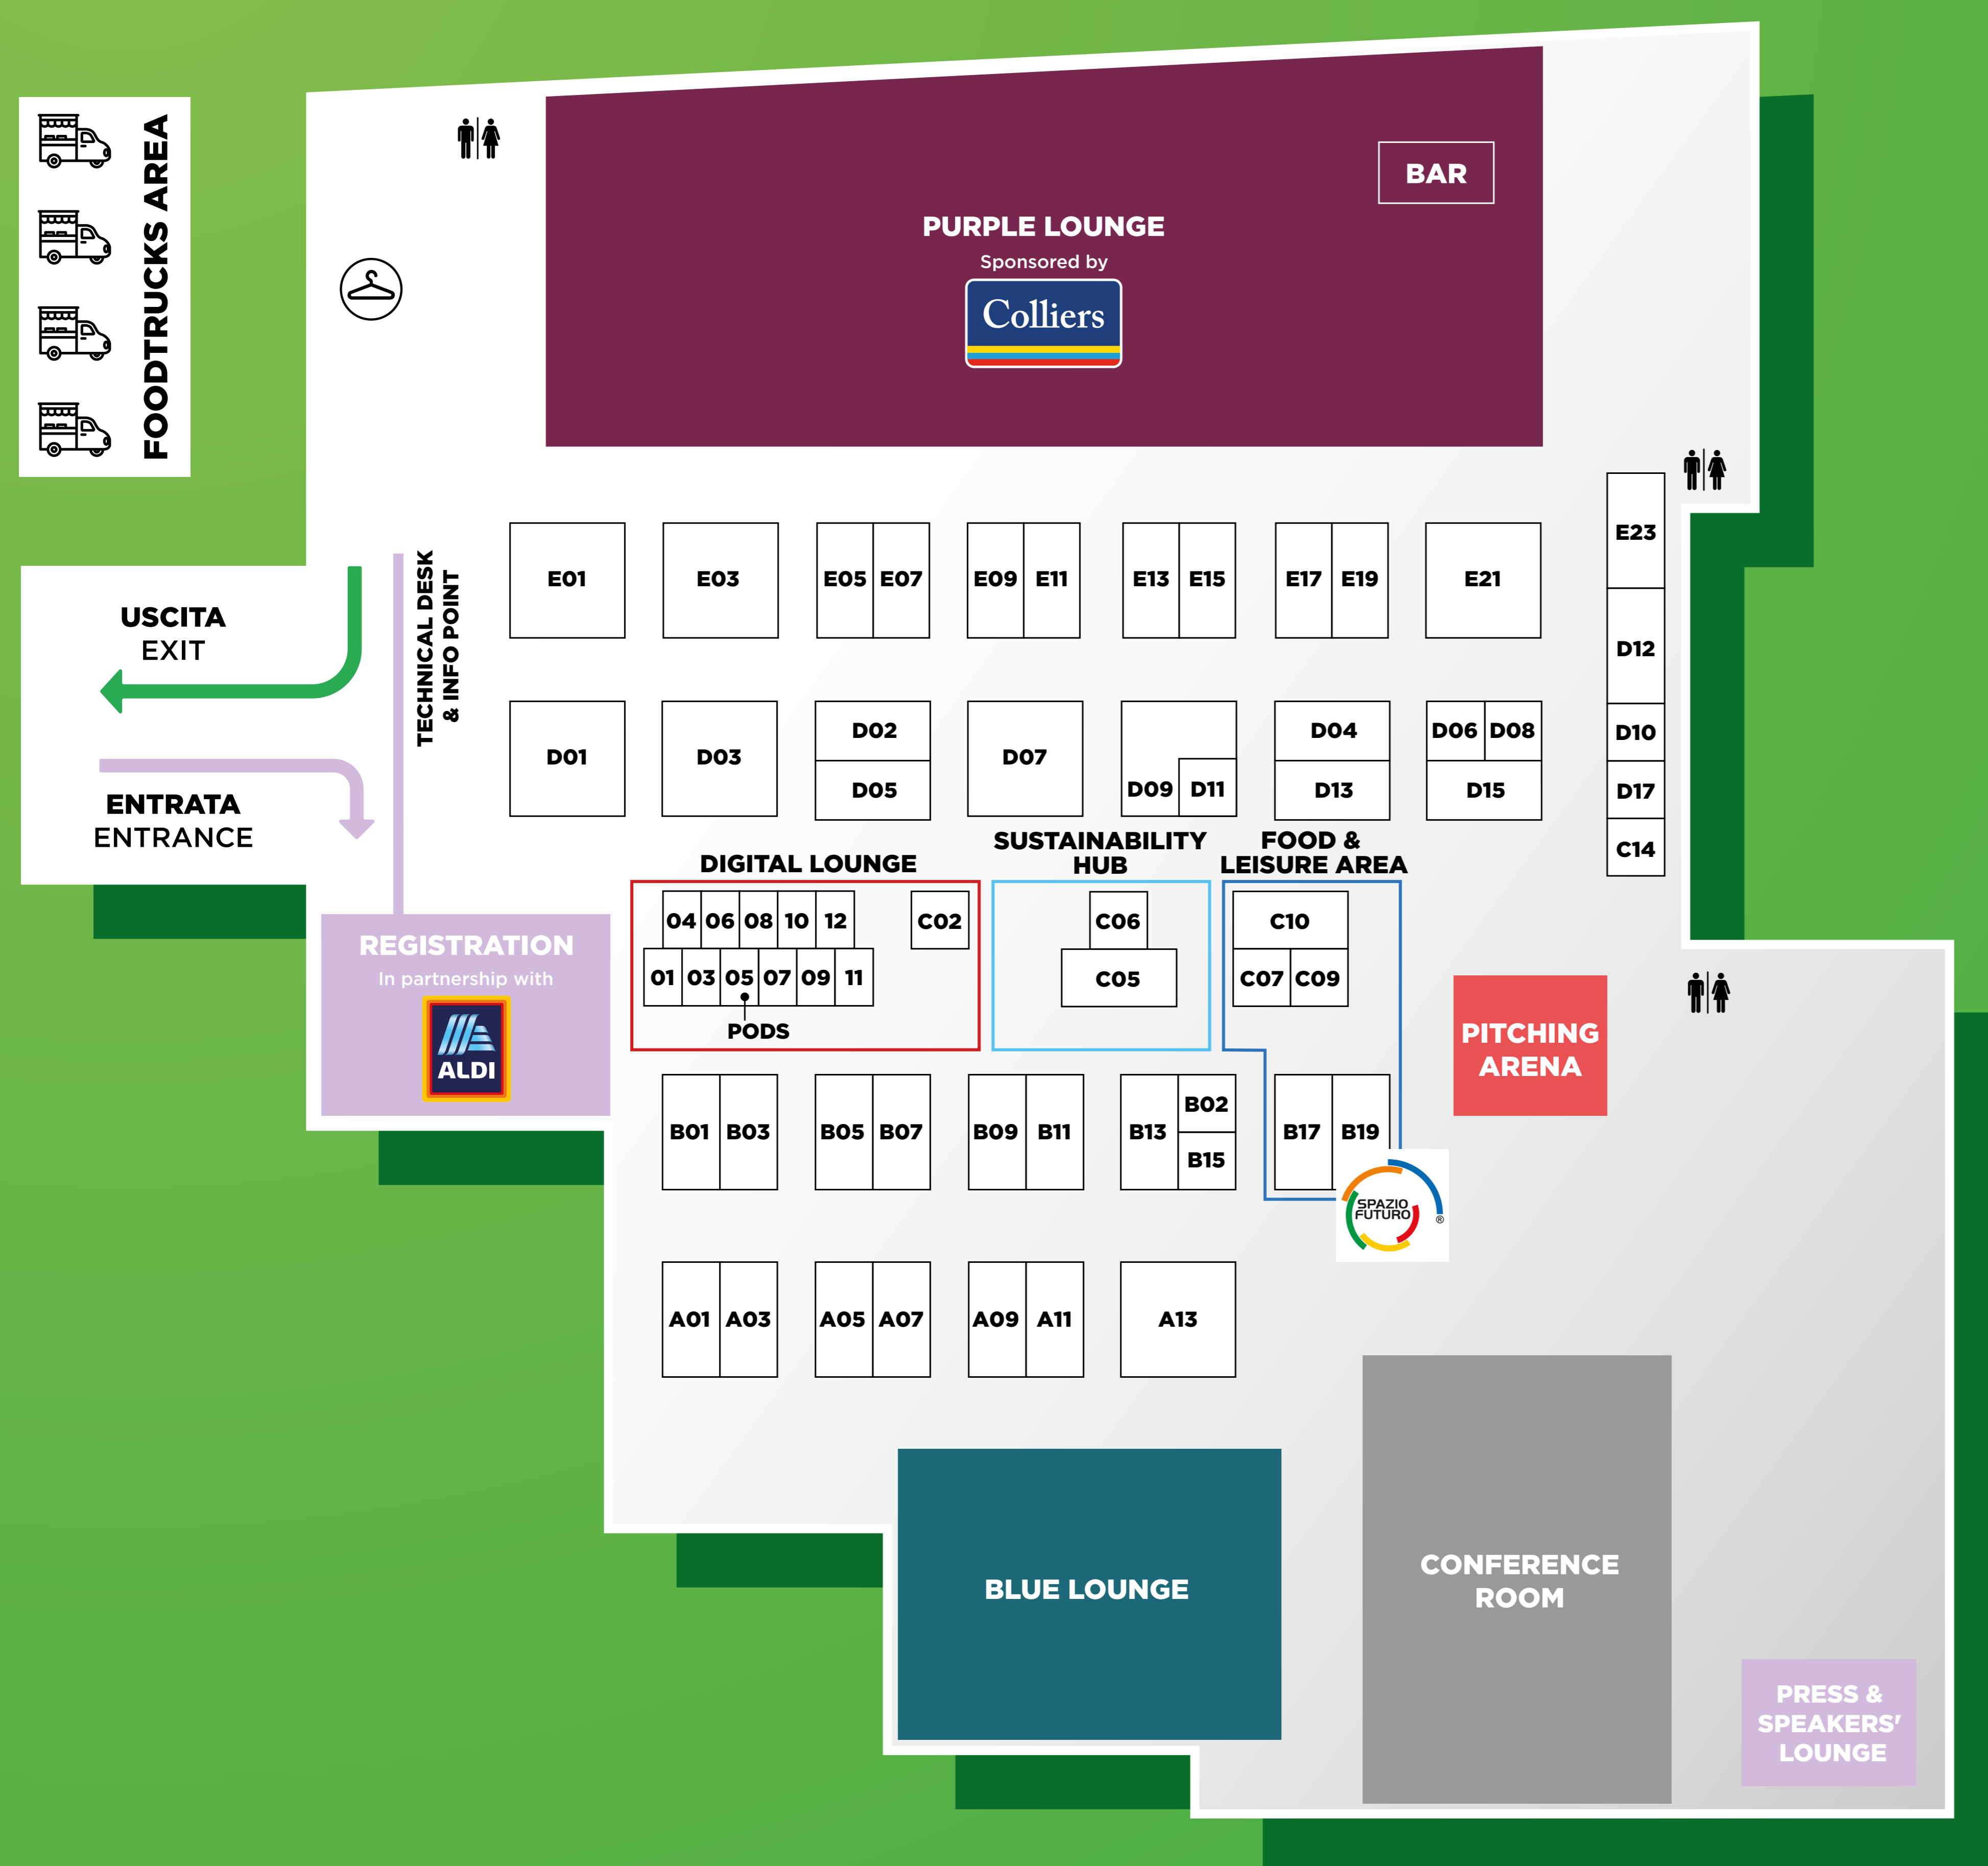 FOODTRUCKS AREA
BAR
PURPLE LOUNGE
Sponsored by
Colliers
USCITA
EXIT
ENTRATA
ENTRANCE
TECHNICAL DESK
& INFO POINT
E01
E03
E05 E07
E09 E11
E13 E15
E17 E19
E21
E23
D12
D10
D17
C14
D01
D03
D02
D05
D07
D09 D11
D04
D13
D06 D08
D15
REGISTRATION
In partnership with
ALDI
DIGITAL LOUNGE
04 06 08 10 12
C02
01 03 05 07 09 11
PODS
SUSTAINABILITY
HUB
C06
C05
FOOD &
LEISURE AREA
C10
C07 C09
PITCHING
ARENA
B01 B03
B05 B07
B09 B11
B13
B02
B15
B17 B19
SPAZIO
FUTURO
®
A01 A03
A05 A07
A09 A11
A13
BLUE LOUNGE
CONFERENCE
ROOM
PRESS &
SPEAKERS'
LOUNGE